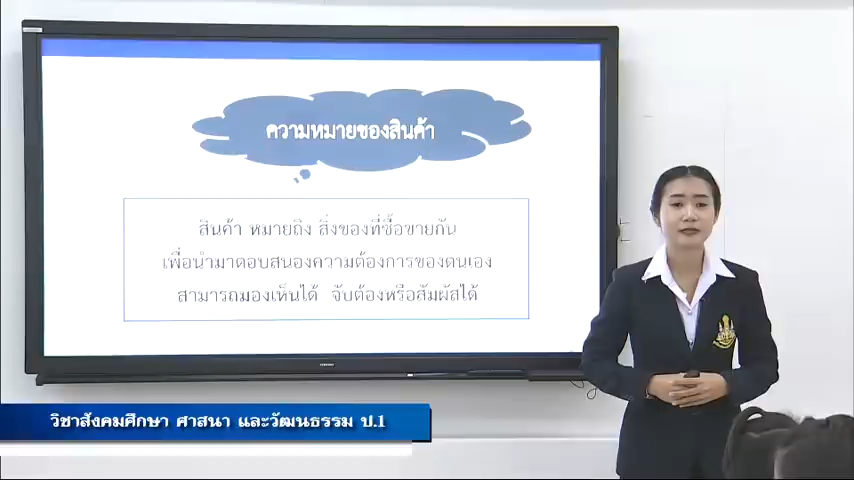 ความหมายของสินค้า
สินค้า หมายถึง สิ่งของที่ซื้อขายกัน
เพื่อนำมาตอบสนองความต้องการของตนเอง
สามารถมองเห็นได้ จับต้องหรือสัมผัสได้
วิชาสังคมศึกษา ศาสนา และวัฒนธรรม ป.1